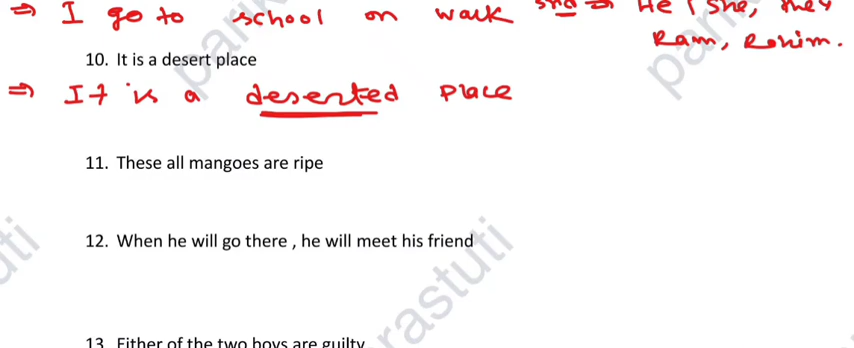 ⇒ I go to school on walk ⇒ He / she, they
Ram, Rohim.
10. It is a desert place
⇒ It is a deserted place
11. These all mangoes are ripe
12. When he will go there , he will meet his friend
13. Either of the two boys are guilty